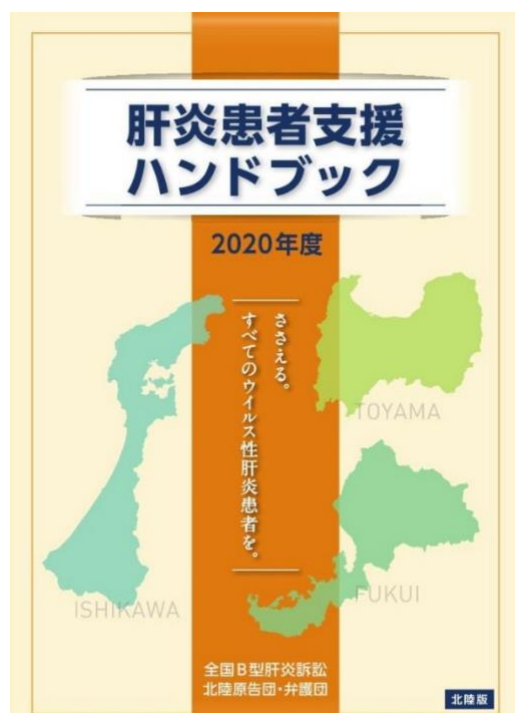 肝炎患者支援
ハンドブック
2020年度
ささえる。
すべてのウイルス性肝炎患者を。
TOYAMA
ISHIKAWA
FUKUI
全国B型肝炎訴訟
北陸原告団・弁護団
北陸版